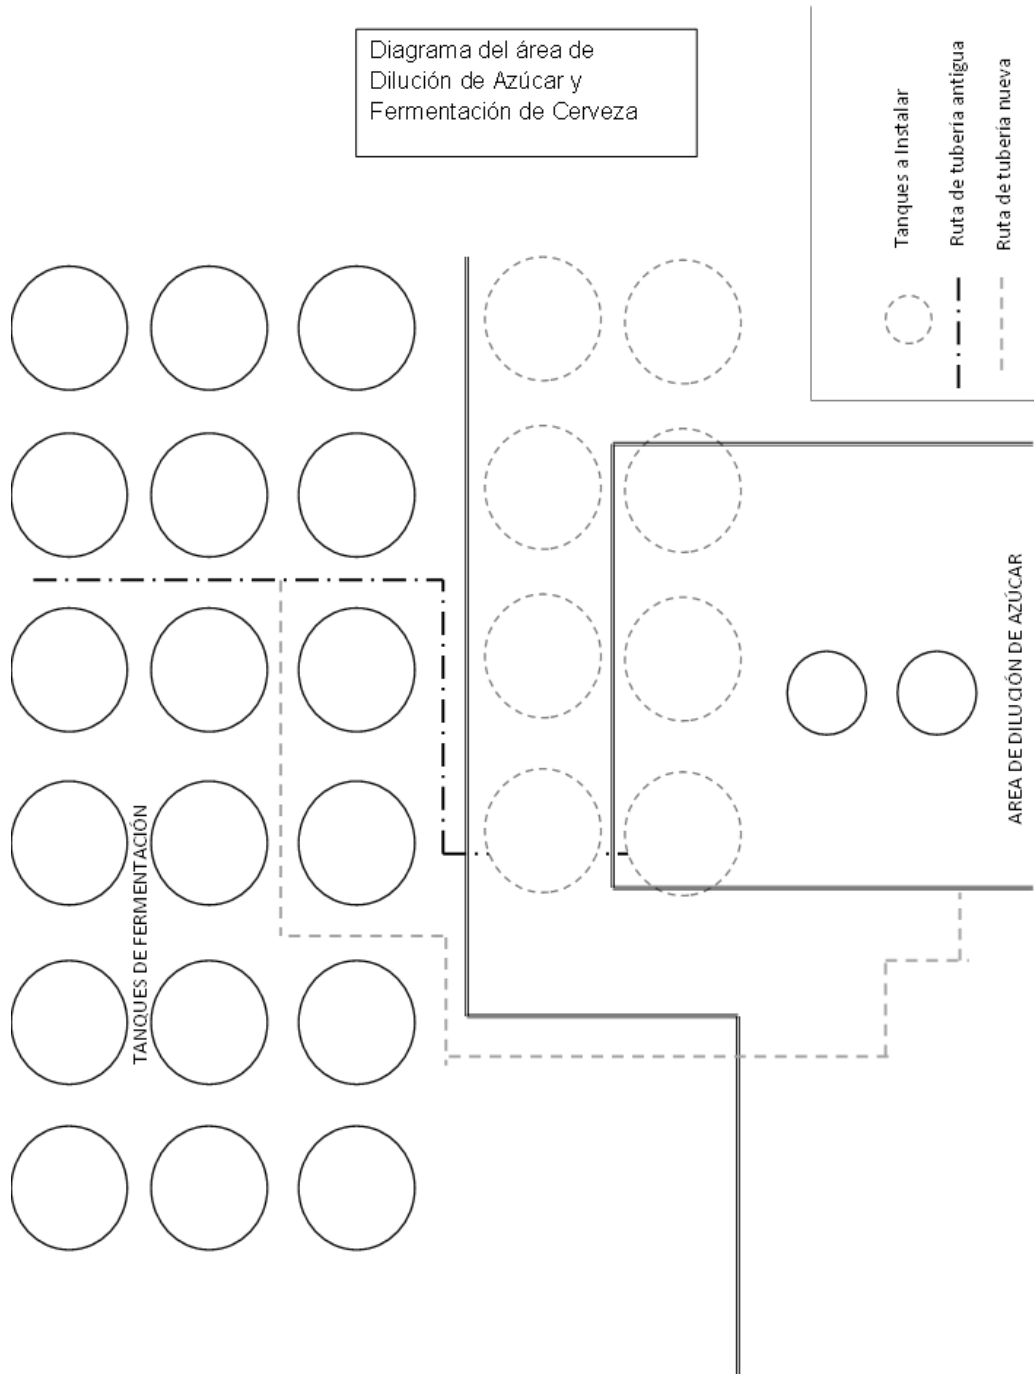 Diagrama del área de
Dilución de Azúcar y
Fermentación de Cerveza
Tanques a Instalar
Ruta de tubería antigua
Ruta de tubería nueva
TANQUES DE FERMENTACIÓN
AREA DE DILUCIÓN DE AZÚCAR